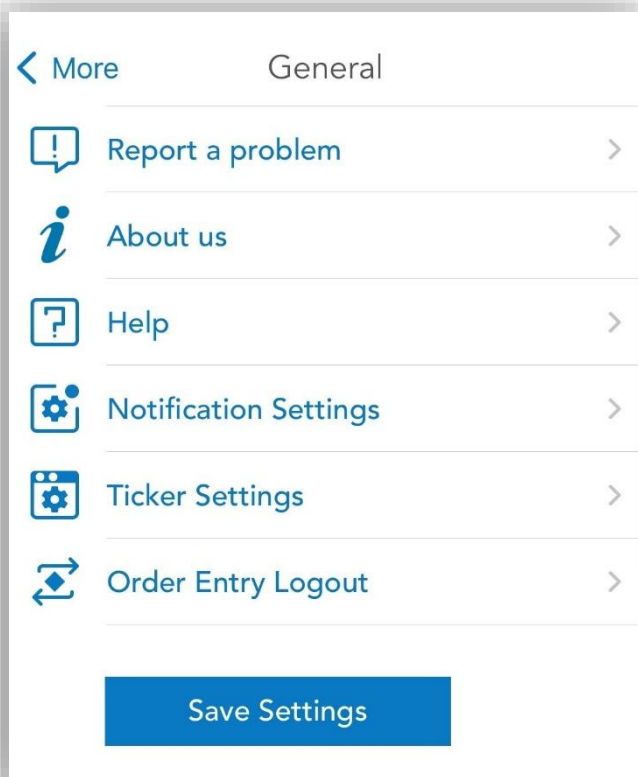 More General
Report a problem
About us
Help
Notification Settings
Ticker Settings
Order Entry Logout
Save Settings